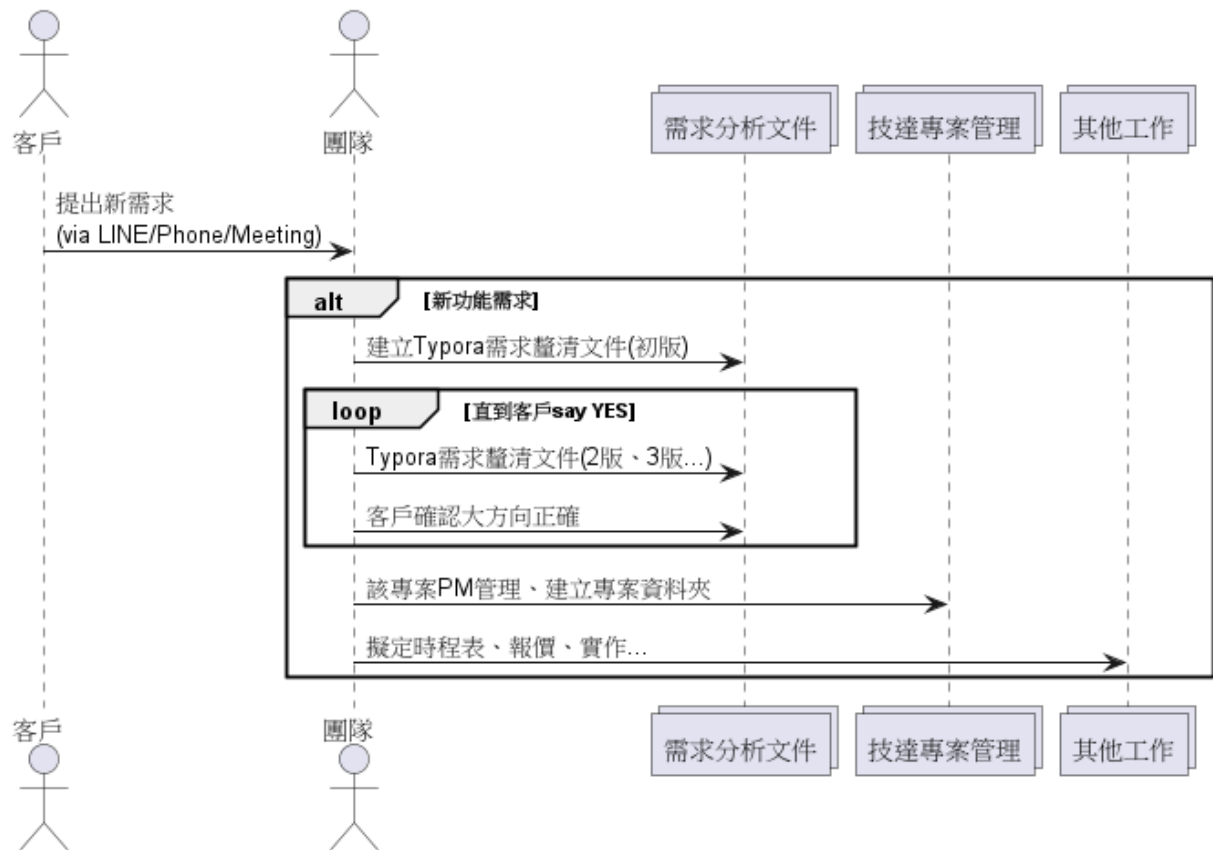 客戶
團隊
需求分析文件
技達專案管理
其他工作
提出新需求
(via LINE/Phone/Meeting)
alt
[新功能需求]
建立Typora需求釐清文件(初版)
loop
[直到客戶say YES]
Typora需求釐清文件(2版、3版...)
客戶確認大方向正確
該專案PM管理、建立專案資料夾
擬定時程表、報價、實作...
客戶
團隊
需求分析文件
技達專案管理
其他工作